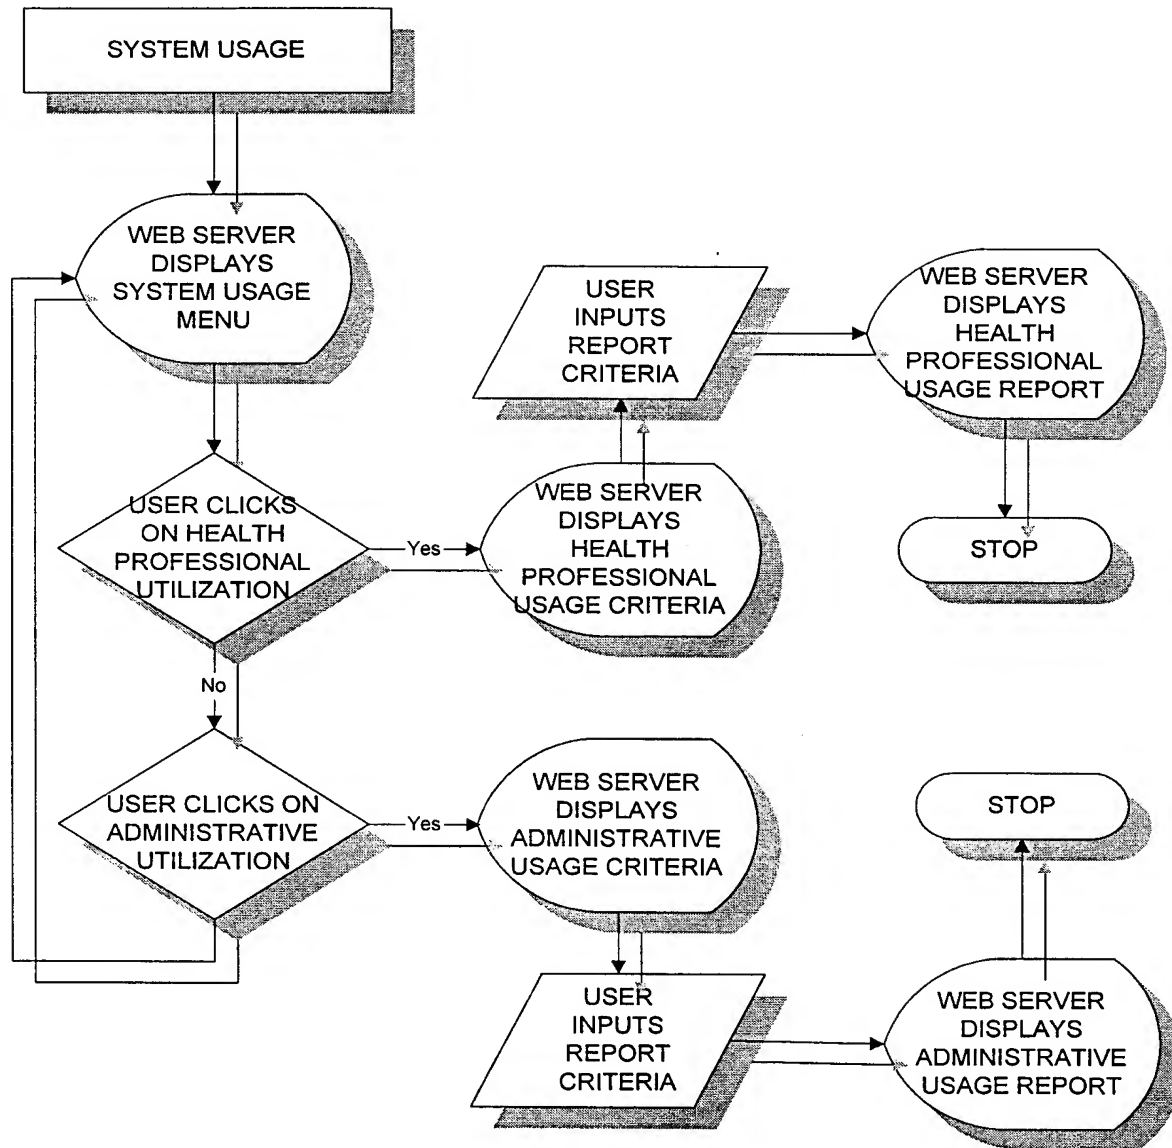 SYSTEM USAGE
WEB SERVER
DISPLAYS
SYSTEM USAGE
MENU
USER
INPUTS
REPORT
CRITERIA
WEB SERVER
DISPLAYS
HEALTH
PROFESSIONAL
USAGE REPORT
USER CLICKS
ON HEALTH
PROFESSIONAL
UTILIZATION
Yes
WEB SERVER
DISPLAYS
HEALTH
PROFESSIONAL
USAGE CRITERIA
STOP
No
USER CLICKS ON
ADMINISTRATIVE
UTILIZATION
Yes
WEB SERVER
DISPLAYS
ADMINISTRATIVE
USAGE CRITERIA
STOP
USER
INPUTS
REPORT
CRITERIA
WEB SERVER
DISPLAYS
ADMINISTRATIVE
USAGE REPORT